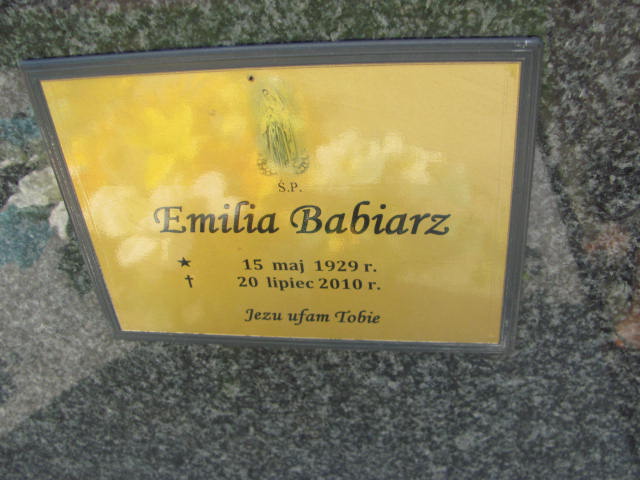 Ś.P.
Emilia Babiarz
★ 15 maj 1929 r.
† 20 lipiec 2010 r.
Jezu ufam Tobie